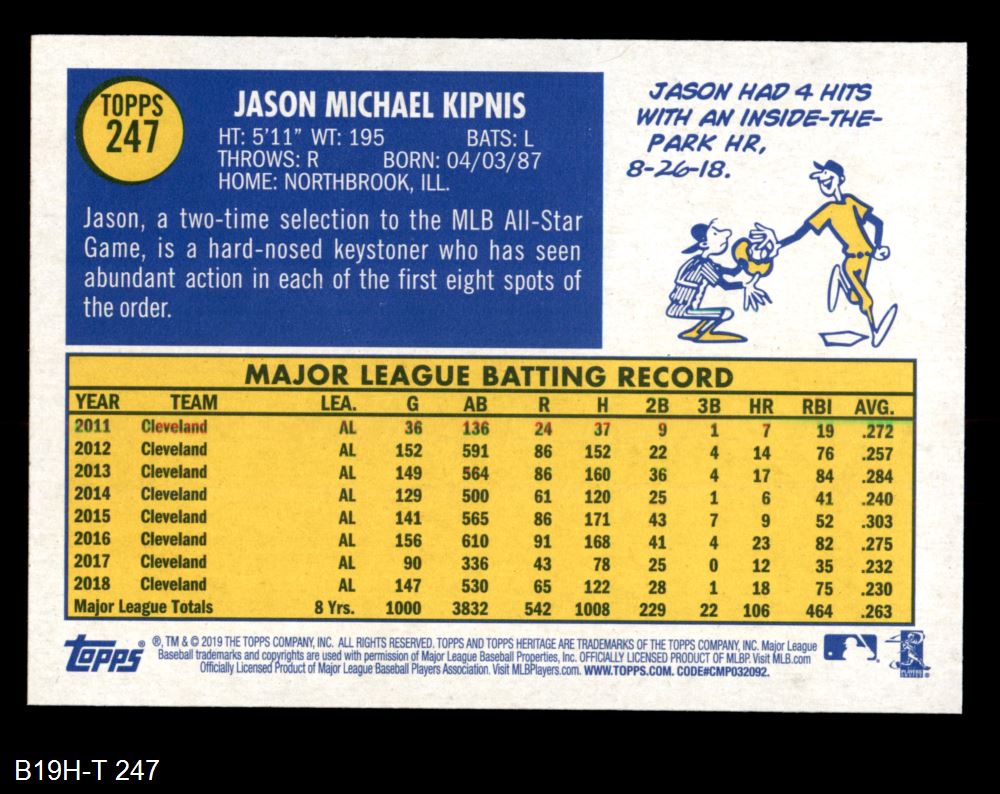 TOPPS
247
JASON MICHAEL KIPNIS
HT: 5'11" WT: 195 BATS: L
THROWS: R BORN: 04/03/87
HOME: NORTHBROOK, ILL.
Jason, a two-time selection to the MLB All-Star
Game, is a hard-nosed keystoner who has seen
abundant action in each of the first eight spots of
the order.
JASON HAD 4 HITS
WITH AN INSIDE-THE-
PARK HR,
8-26-18.
MAJOR LEAGUE BATTING RECORD
YEAR TEAM LEA. G AB R H 2B 3B HR RBI AVG.
2011 Cleveland AL 36 136 24 37 9 1 7 19 .272
2012 Cleveland AL 152 591 86 152 22 4 14 76 .257
2013 Cleveland AL 149 564 86 160 36 4 17 84 .284
2014 Cleveland AL 129 500 61 120 25 1 6 41 .240
2015 Cleveland AL 141 565 86 171 43 7 9 52 .303
2016 Cleveland AL 156 610 91 168 41 4 23 82 .275
2017 Cleveland AL 90 336 43 78 25 0 12 35 .232
2018 Cleveland AL 147 530 65 122 28 1 18 75 .230
Major League Totals 8 Yrs. 1000 3832 542 1008 229 22 106 464 .263
Topps®
®, TM & © 2019 THE TOPPS COMPANY, INC. ALL RIGHTS RESERVED. TOPPS AND TOPPS HERITAGE ARE TRADEMARKS OF THE TOPPS COMPANY, INC. Major League
Baseball trademarks and copyrights are used with permission of Major League Baseball Properties, Inc. OFFICIALLY LICENSED PRODUCT OF MLBP. Visit MLB.com
Officially Licensed Product of Major League Baseball Players Association. Visit MLBPlayers.com. WWW.TOPPS.COM. CODE#CMP032092.
B19H-T 247